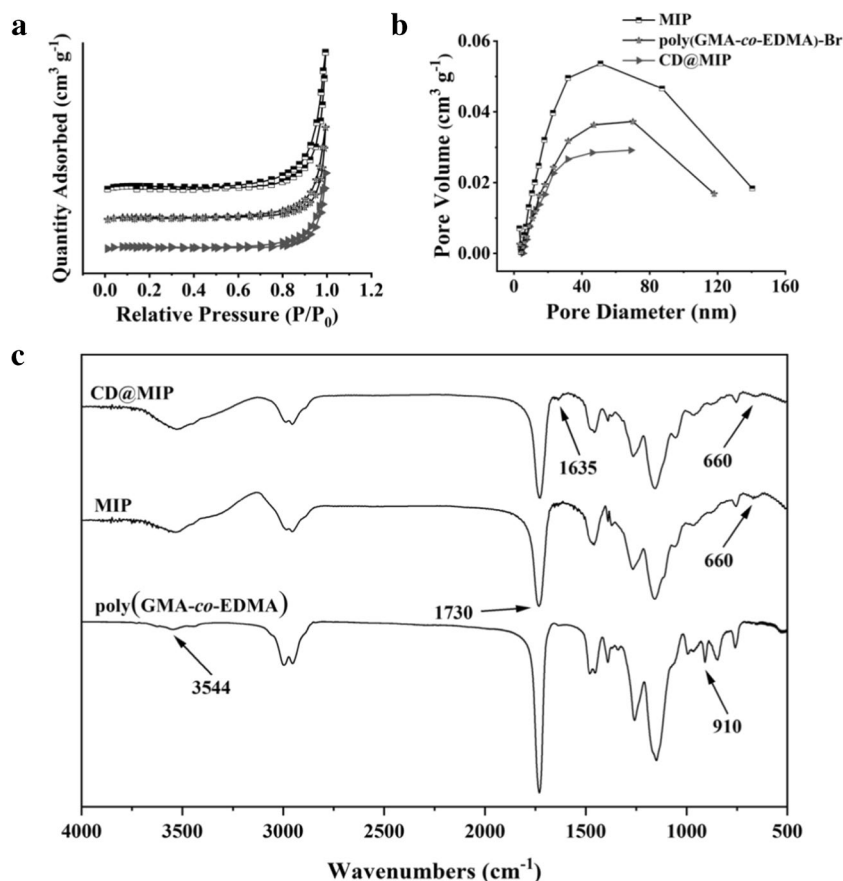 a
Quantity Adsorbed (cm³ g⁻¹)
0.0 0.2 0.4 0.6 0.8 1.0 1.2
Relative Pressure (P/P₀)
b
MIP
poly(GMA-co-EDMA)-Br
CD@MIP
Pore Volume (cm³ g⁻¹)
0.06
0.04
0.02
0.00
0 40 80 120 160
Pore Diameter (nm)
c
CD@MIP
1635
660
MIP
660
1730
poly(GMA-co-EDMA)
3544
910
4000 3500 3000 2500 2000 1500 1000 500
Wavenumbers (cm⁻¹)